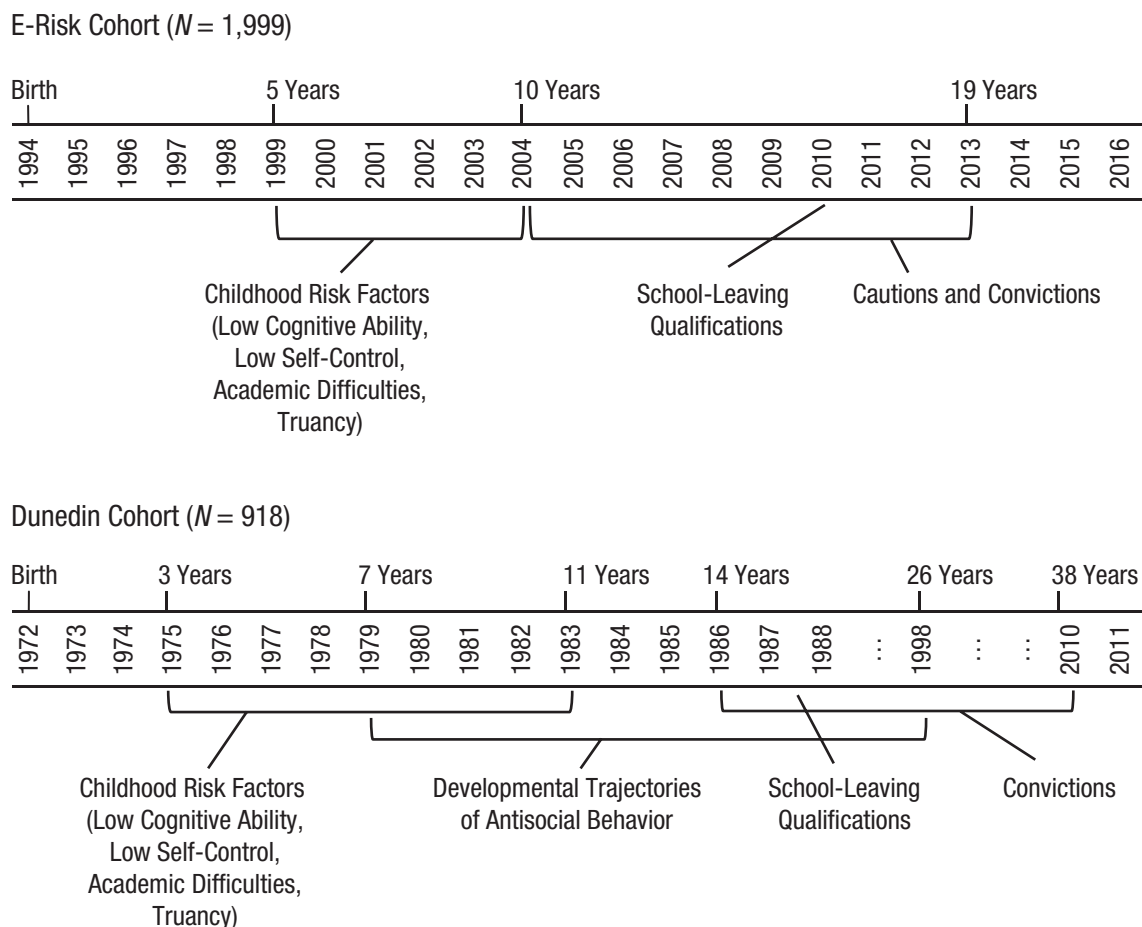 E-Risk Cohort (N = 1,999)
Birth 5 Years 10 Years 19 Years
1994 1995 1996 1997 1998 1999 2000 2001 2002 2003 2004 2005 2006 2007 2008 2009 2010 2011 2012 2013 2014 2015 2016
Childhood Risk Factors
(Low Cognitive Ability,
Low Self-Control,
Academic Difficulties,
Truancy)
School-Leaving
Qualifications
Cautions and Convictions
Dunedin Cohort (N = 918)
Birth 3 Years 7 Years 11 Years 14 Years 26 Years 38 Years
1972 1973 1974 1975 1976 1977 1978 1979 1980 1981 1982 1983 1984 1985 1986 1987 1988 … 1998 … … 2010 2011
Childhood Risk Factors
(Low Cognitive Ability,
Low Self-Control,
Academic Difficulties,
Truancy)
Developmental Trajectories
of Antisocial Behavior
School-Leaving
Qualifications
Convictions